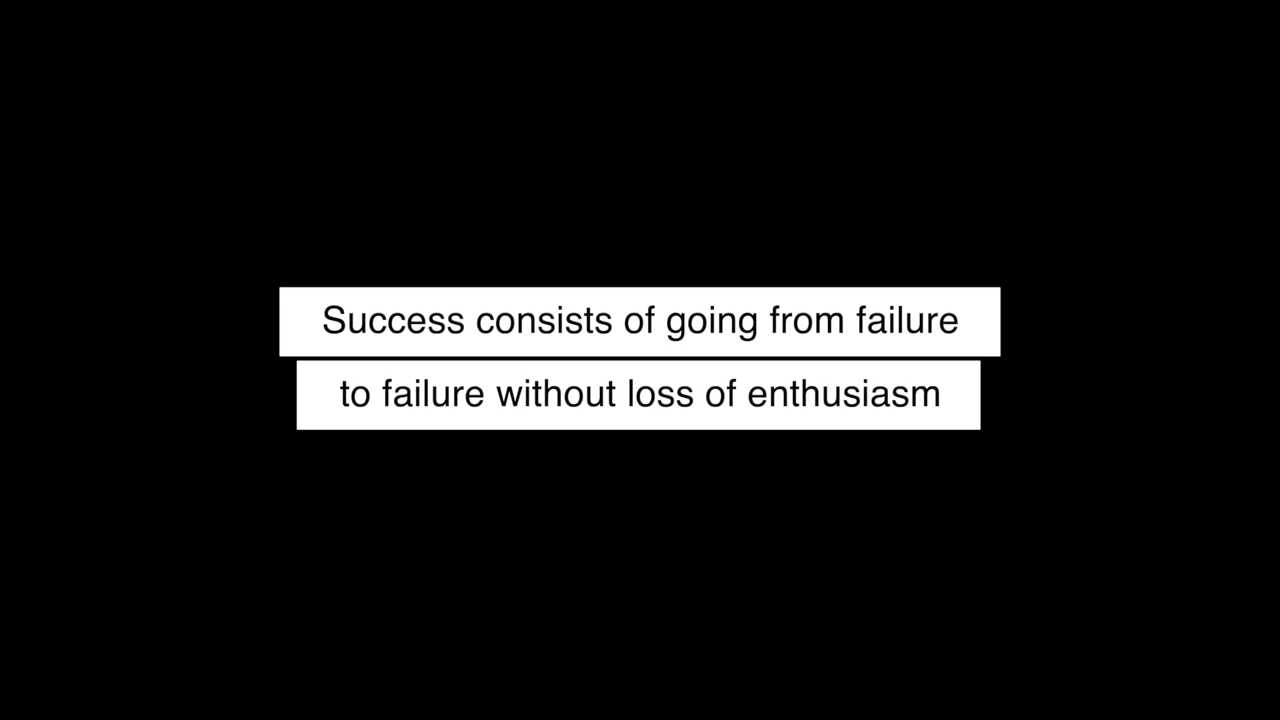 Success consists of going from failure
to failure without loss of enthusiasm